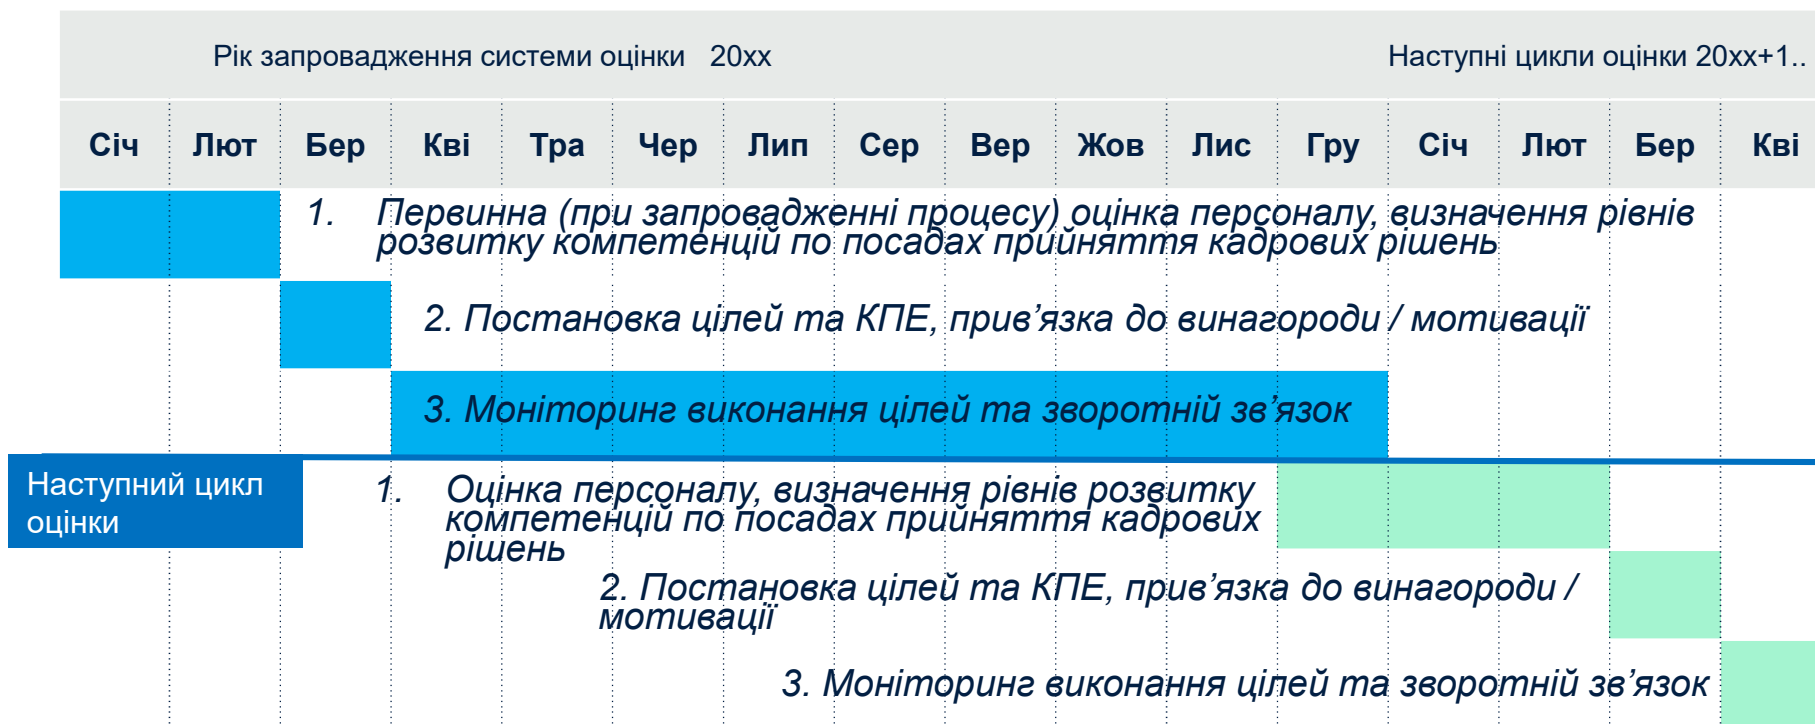 Рік запровадження системи оцінки 20хх
Наступні цикли оцінки 20хх+1..
Січ Лют Бер Кві Тра Чер Лип Сер Вер Жов Лис Гру Січ Лют Бер Кві
1. Первинна (при запровадженні процесу) оцінка персоналу, визначення рівнів
розвитку компетенцій по посадах прийняття кадрових рішень
2. Постановка цілей та КПЕ, прив’язка до винагороди / мотивації
3. Моніторинг виконання цілей та зворотній зв’язок
Наступний цикл
оцінки
1. Оцінка персоналу, визначення рівнів розвитку
компетенцій по посадах прийняття кадрових
рішень
2. Постановка цілей та КПЕ, прив’язка до винагороди /
мотивації
3. Моніторинг виконання цілей та зворотній зв’язок